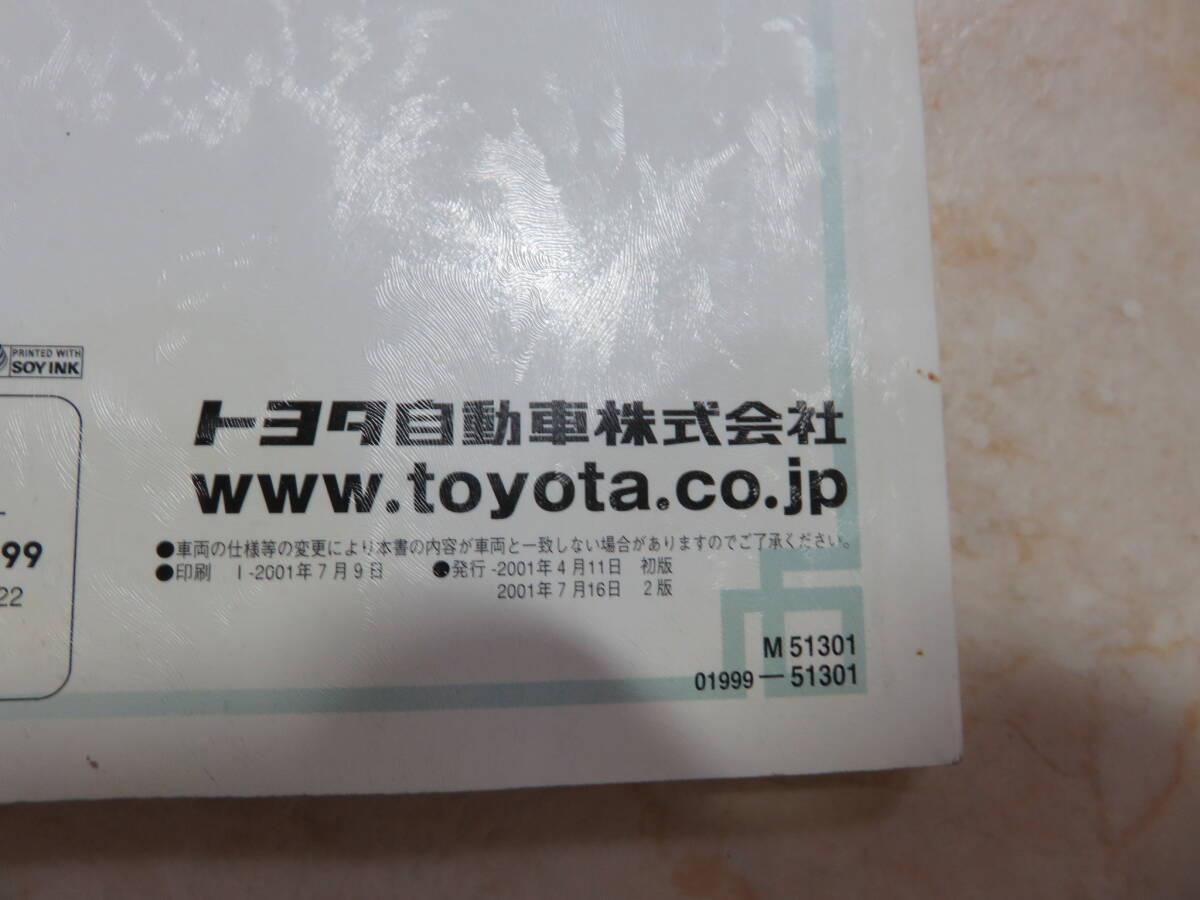 PRINTED WITH
SOY INK
トヨタ自動車株式会社
www.toyota.co.jp
99
22
●車両の仕様等の変更により本書の内容が車両と一致しない場合がありますのでご了承ください。
●印刷 I-2001年7月9日 ●発行-2001年4月11日 初版
2001年7月16日 2版
M 51301
01999—51301